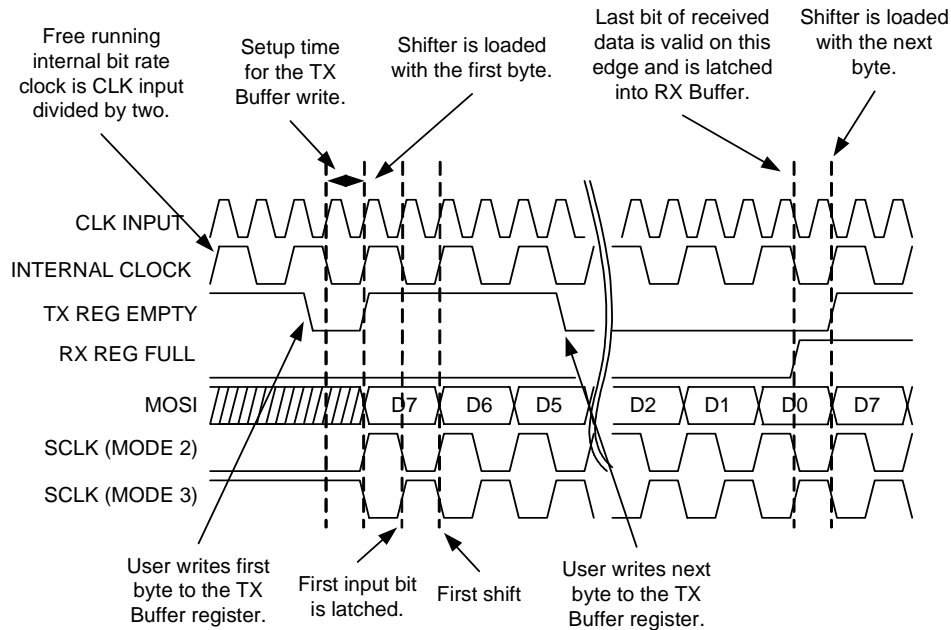 Free running
internal bit rate
clock is CLK input
divided by two.
Setup time
for the TX
Buffer write.
Shifter is loaded
with the first byte.
Last bit of received
data is valid on this
edge and is latched
into RX Buffer.
Shifter is loaded
with the next
byte.
CLK INPUT
INTERNAL CLOCK
TX REG EMPTY
RX REG FULL
MOSI
D7
D6
D5
D2
D1
D0
D7
SCLK (MODE 2)
SCLK (MODE 3)
User writes first
byte to the TX
Buffer register.
First input bit
is latched.
First shift
User writes next
byte to the TX
Buffer register.